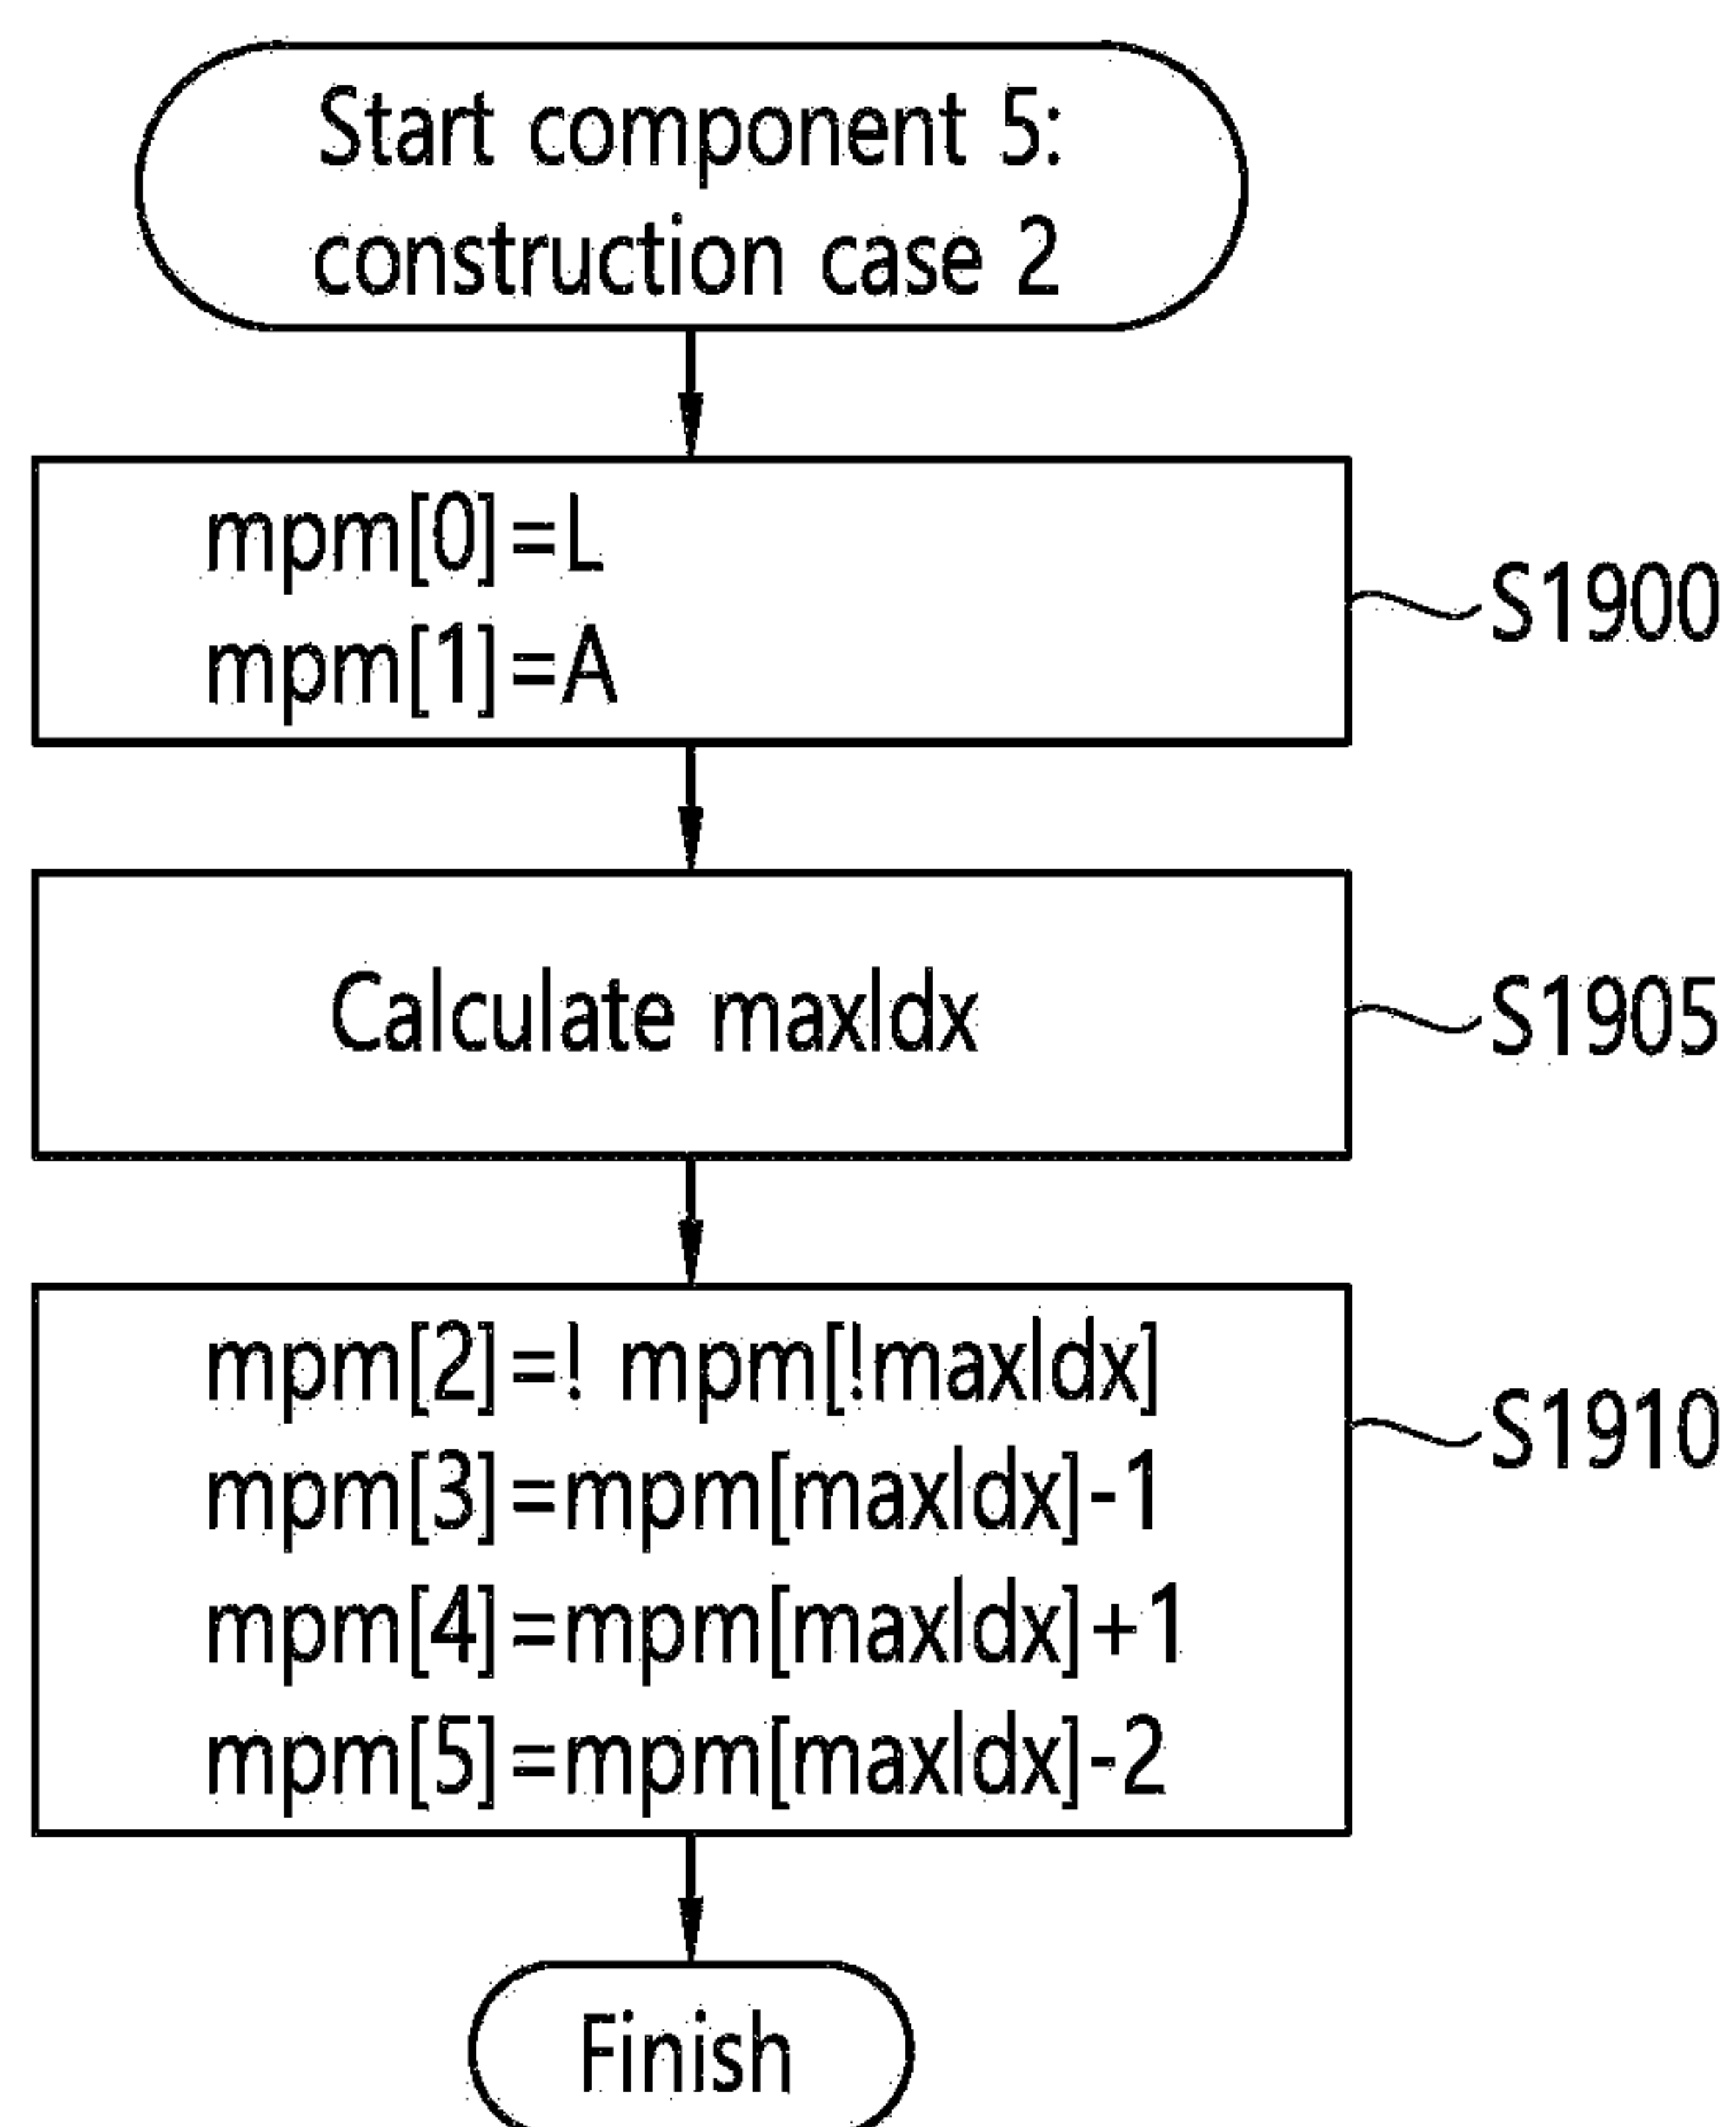 Start component 5:
construction case 2
mpm[0]=L
mpm[1]=A
S1900
Calculate maxIdx
S1905
mpm[2]=! mpm[!maxIdx]
mpm[3]=mpm[maxIdx]-1
mpm[4]=mpm[maxIdx]+1
mpm[5]=mpm[maxIdx]-2
S1910
Finish